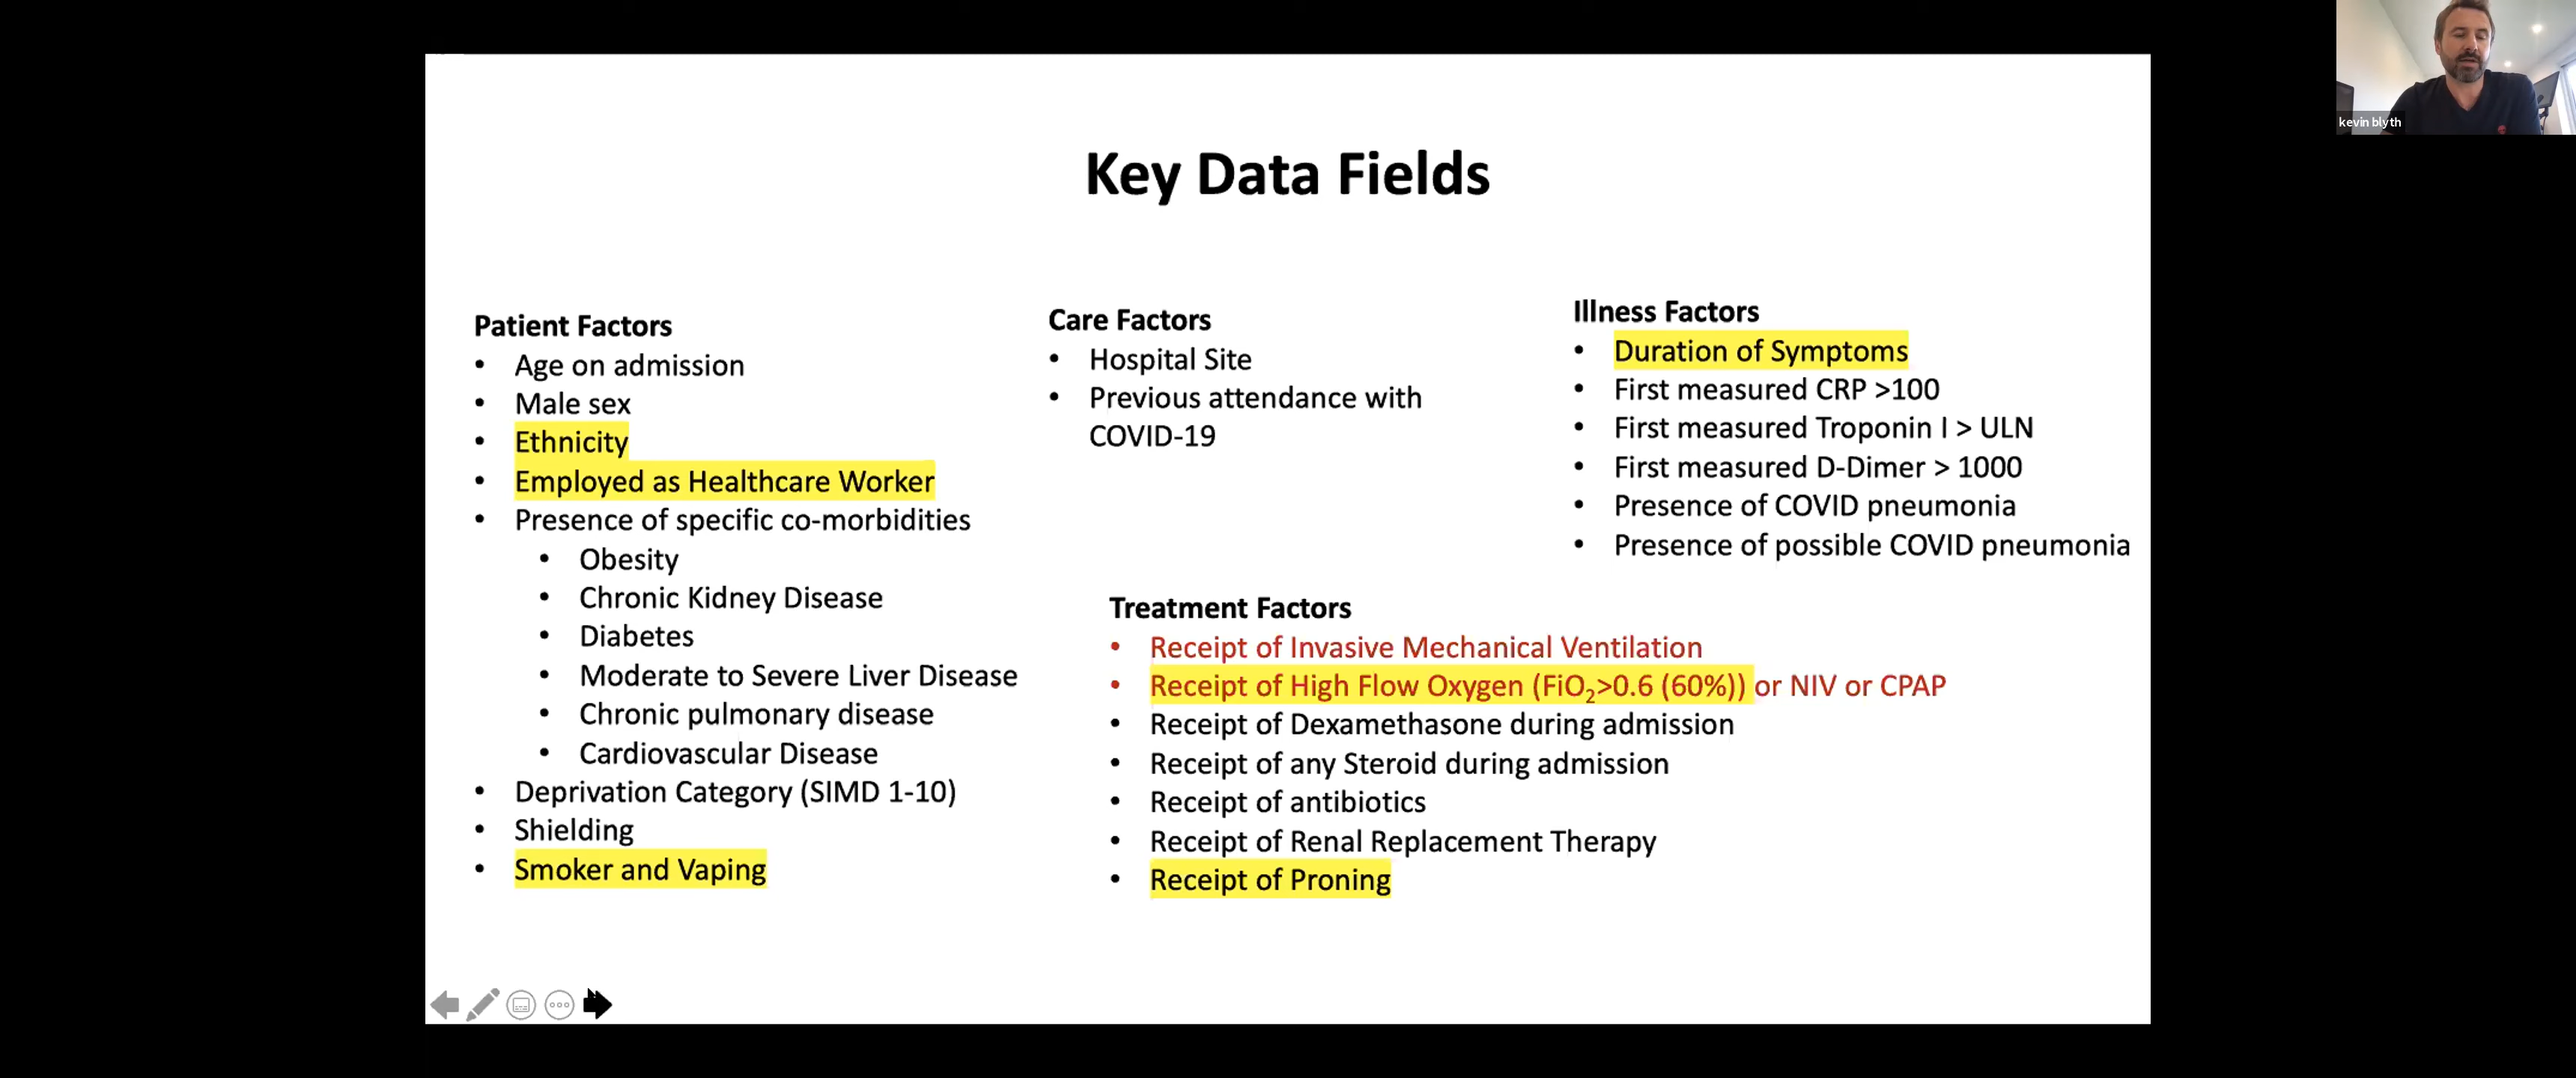 Key Data Fields
Patient Factors
• Age on admission
• Male sex
• Ethnicity
• Employed as Healthcare Worker
• Presence of specific co-morbidities
• Obesity
• Chronic Kidney Disease
• Diabetes
• Moderate to Severe Liver Disease
• Chronic pulmonary disease
• Cardiovascular Disease
• Deprivation Category (SIMD 1-10)
• Shielding
• Smoker and Vaping
Care Factors
• Hospital Site
• Previous attendance with
COVID-19
Illness Factors
• Duration of Symptoms
• First measured CRP >100
• First measured Troponin I > ULN
• First measured D-Dimer > 1000
• Presence of COVID pneumonia
• Presence of possible COVID pneumonia
Treatment Factors
• Receipt of Invasive Mechanical Ventilation
• Receipt of High Flow Oxygen (FiO₂>0.6 (60%)) or NIV or CPAP
• Receipt of Dexamethasone during admission
• Receipt of any Steroid during admission
• Receipt of antibiotics
• Receipt of Renal Replacement Therapy
• Receipt of Proning
kevin blyth